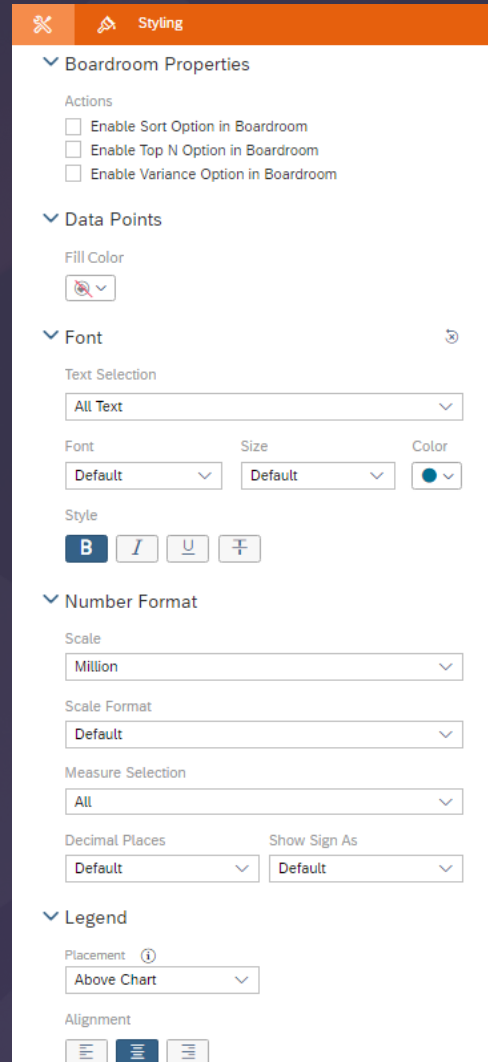 Styling
Boardroom Properties
Actions
Enable Sort Option in Boardroom
Enable Top N Option in Boardroom
Enable Variance Option in Boardroom
Data Points
Fill Color
Font
Text Selection
All Text
Font Size Color
Default Default
Style
B I U T
Number Format
Scale
Million
Scale Format
Default
Measure Selection
All
Decimal Places Show Sign As
Default Default
Legend
Placement i
Above Chart
Alignment